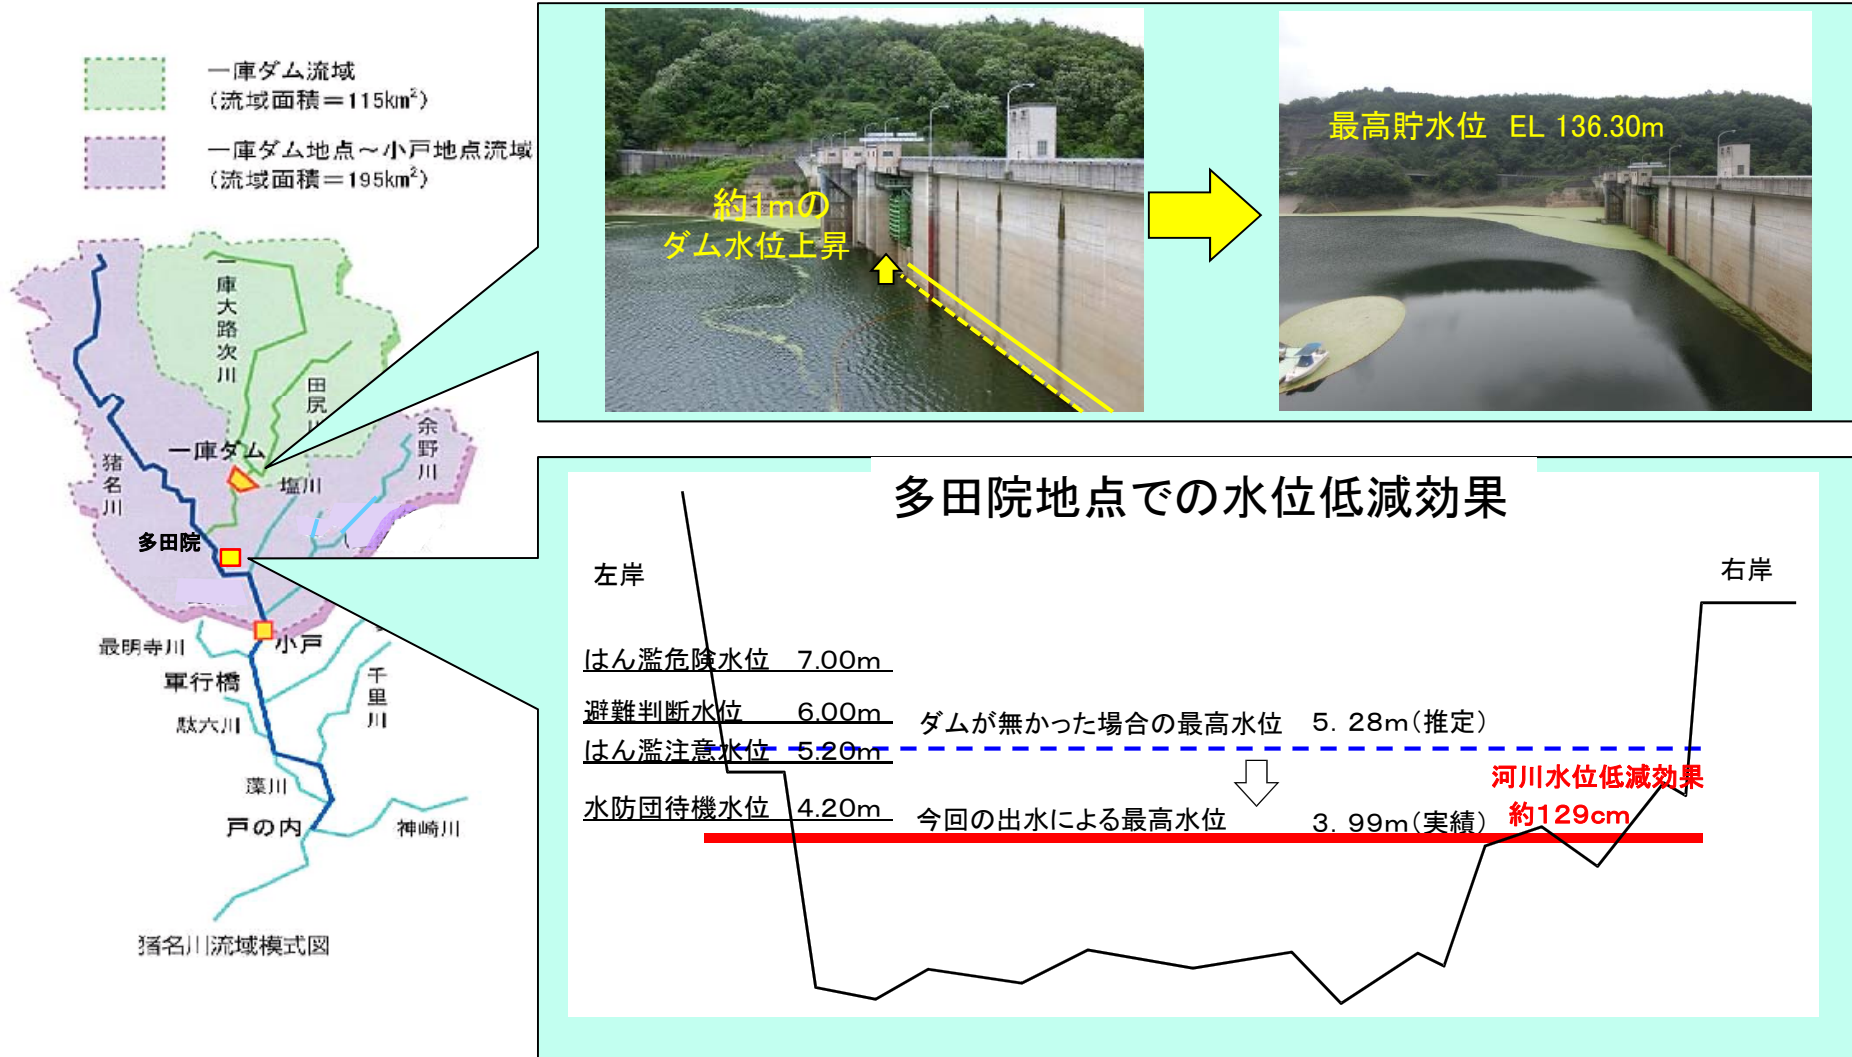 一庫ダム流域
(流域面積＝115km²)
一庫ダム地点～小戸地点流域
(流域面積＝195km²)
約1mの
ダム水位上昇
最高貯水位 EL 136.30m
一庫大路次川
田尻川
余野川
一庫ダム
猪名川
塩川
多田院
小戸
最明寺川
軍行橋
千里川
駄六川
藻川
戸の内
神崎川
猪名川流域模式図
多田院地点での水位低減効果
左岸
右岸
はん濫危険水位 7.00m
避難判断水位 6.00m
ダムが無かった場合の最高水位 5.28m(推定)
はん濫注意水位 5.20m
河川水位低減効果
約129cm
水防団待機水位 4.20m
今回の出水による最高水位 3.99m(実績)